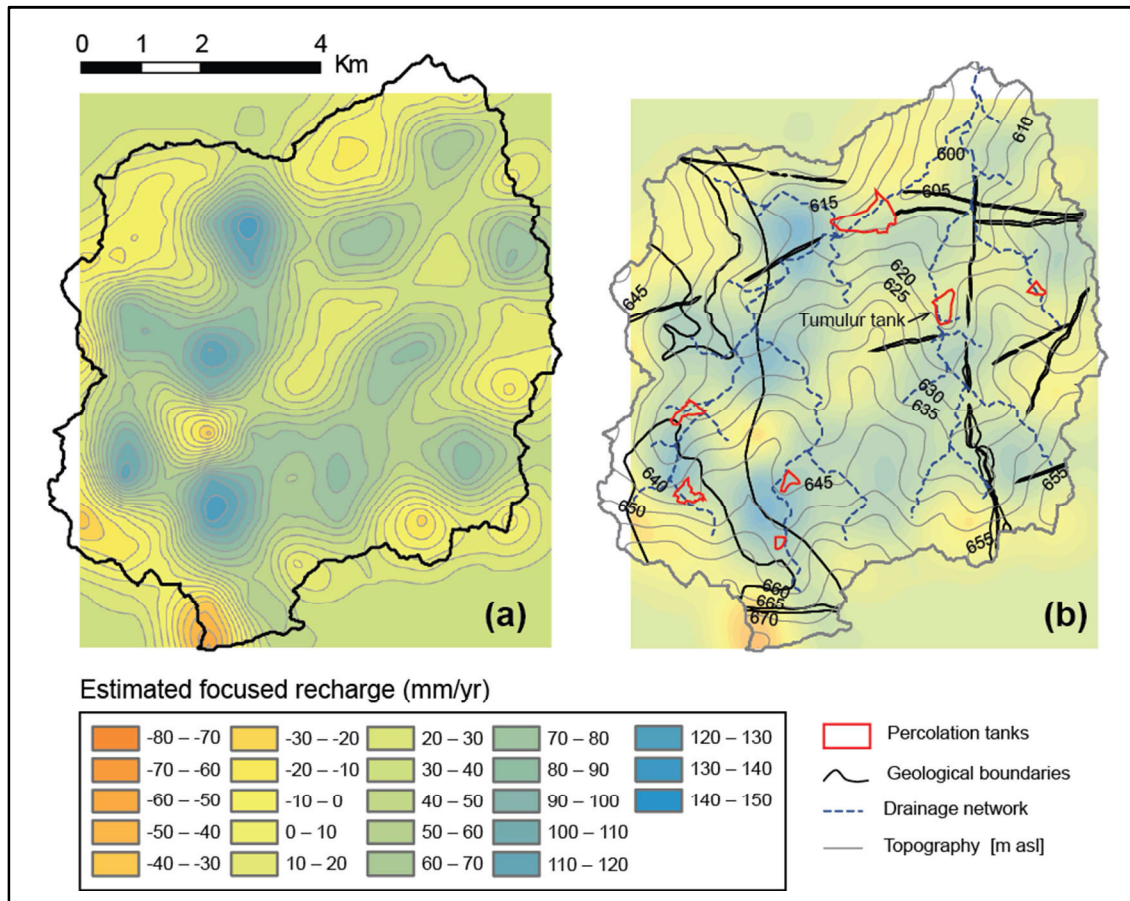 0 1 2 4
Km
(a)
610
600
605
615
620
625
645
Tumulur tank
630
635
640
645
650
655
655
660
665
670
(b)
Estimated focused recharge (mm/yr)
-80 – -70
-70 – -60
-60 – -50
-50 – -40
-40 – -30
-30 – -20
-20 – -10
-10 – 0
0 – 10
10 – 20
20 – 30
30 – 40
40 – 50
50 – 60
60 – 70
70 – 80
80 – 90
90 – 100
100 – 110
110 – 120
120 – 130
130 – 140
140 – 150
Percolation tanks
Geological boundaries
Drainage network
Topography [m asl]